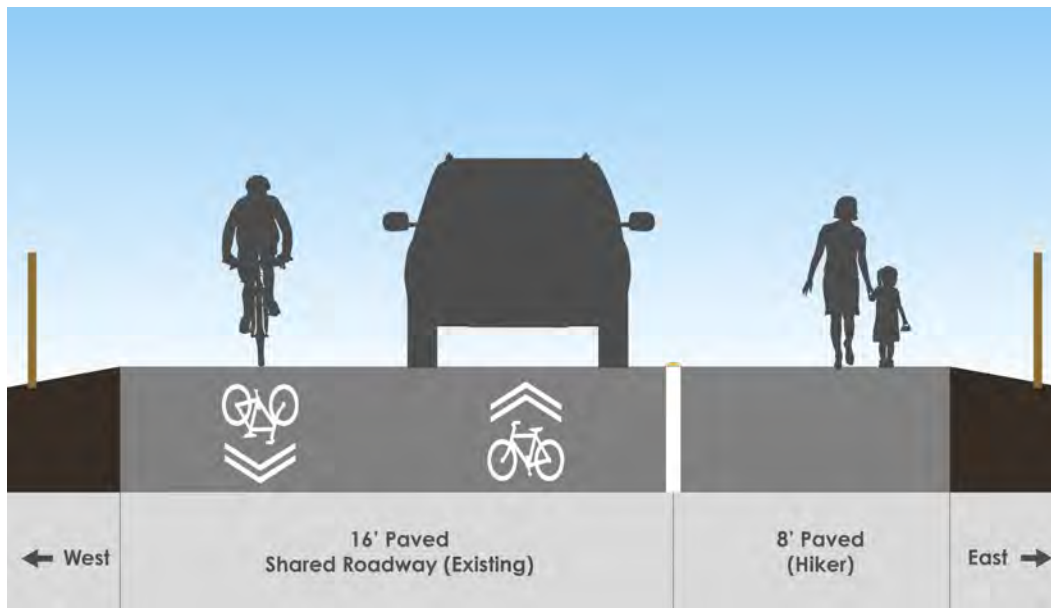 West
16' Paved
Shared Roadway (Existing)
8' Paved
(Hiker)
East